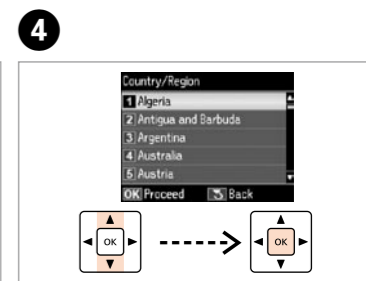 4
Country/Region
1 Algeria
2 Antigua and Barbuda
3 Argentina
4 Australia
5 Austria
OK Proceed Back
OK OK